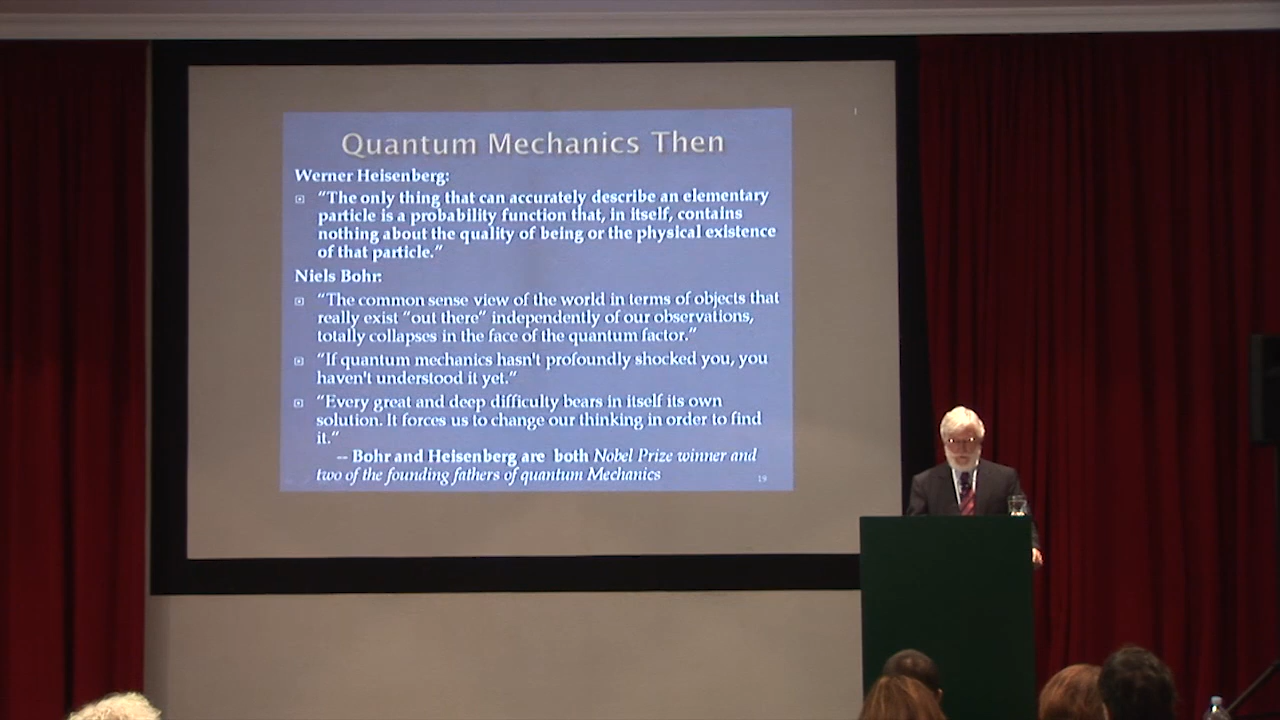 Quantum Mechanics Then
Werner Heisenberg:
“The only thing that can accurately describe an elementary
particle is a probability function that, in itself, contains
nothing about the quality of being or the physical existence
of that particle.”
Niels Bohr:
“The common sense view of the world in terms of objects that
really exist “out there” independently of our observations,
totally collapses in the face of the quantum factor.”
“If quantum mechanics hasn't profoundly shocked you, you
haven't understood it yet.”
“Every great and deep difficulty bears in itself its own
solution. It forces us to change our thinking in order to find
it.”
-- Bohr and Heisenberg are both Nobel Prize winner and
two of the founding fathers of quantum Mechanics
19